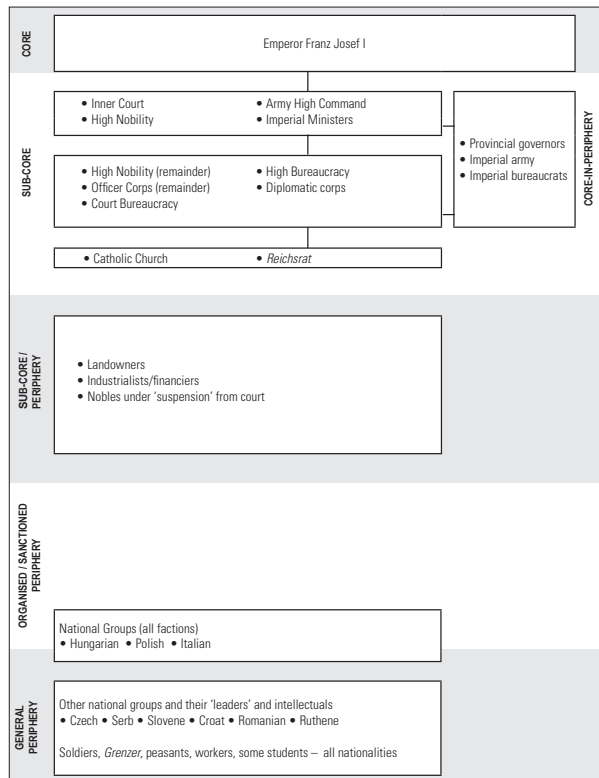 CORE
Emperor Franz Josef I
SUB-CORE
• Inner Court
• High Nobility
• Army High Command
• Imperial Ministers
• High Nobility (remainder)
• Officer Corps (remainder)
• Court Bureaucracy
• High Bureaucracy
• Diplomatic corps
• Catholic Church
• Reichsrat
• Provincial governors
• Imperial army
• Imperial bureaucrats
CORE-IN-PERIPHERY
SUB-CORE /
PERIPHERY
• Landowners
• Industrialists/financiers
• Nobles under ‘suspension’ from court
ORGANISED / SANCTIONED
PERIPHERY
National Groups (all factions)
• Hungarian • Polish • Italian
GENERAL
PERIPHERY
Other national groups and their ‘leaders’ and intellectuals
• Czech • Serb • Slovene • Croat • Romanian • Ruthene
Soldiers, Grenzer, peasants, workers, some students – all nationalities